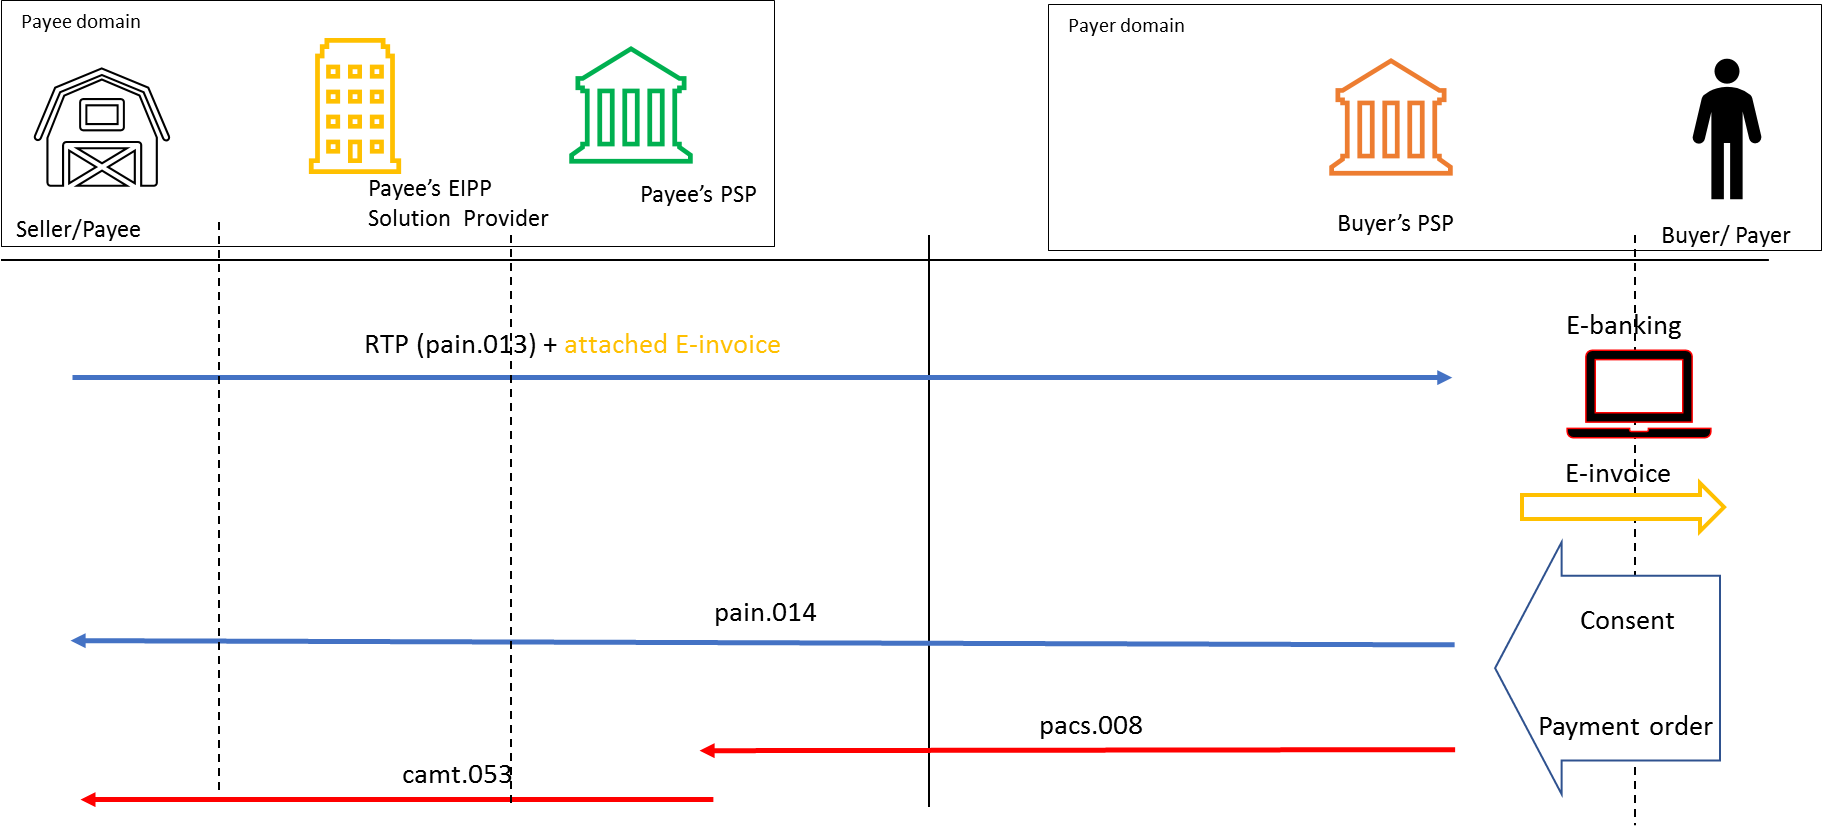 Payee domain
Payer domain
Payee’s EIPP
Solution Provider
Payee’s PSP
Seller/Payee
Buyer’s PSP
Buyer/ Payer
RTP (pain.013) + attached E-invoice
E-banking
E-invoice
pain.014
Consent
pacs.008
Payment order
camt.053